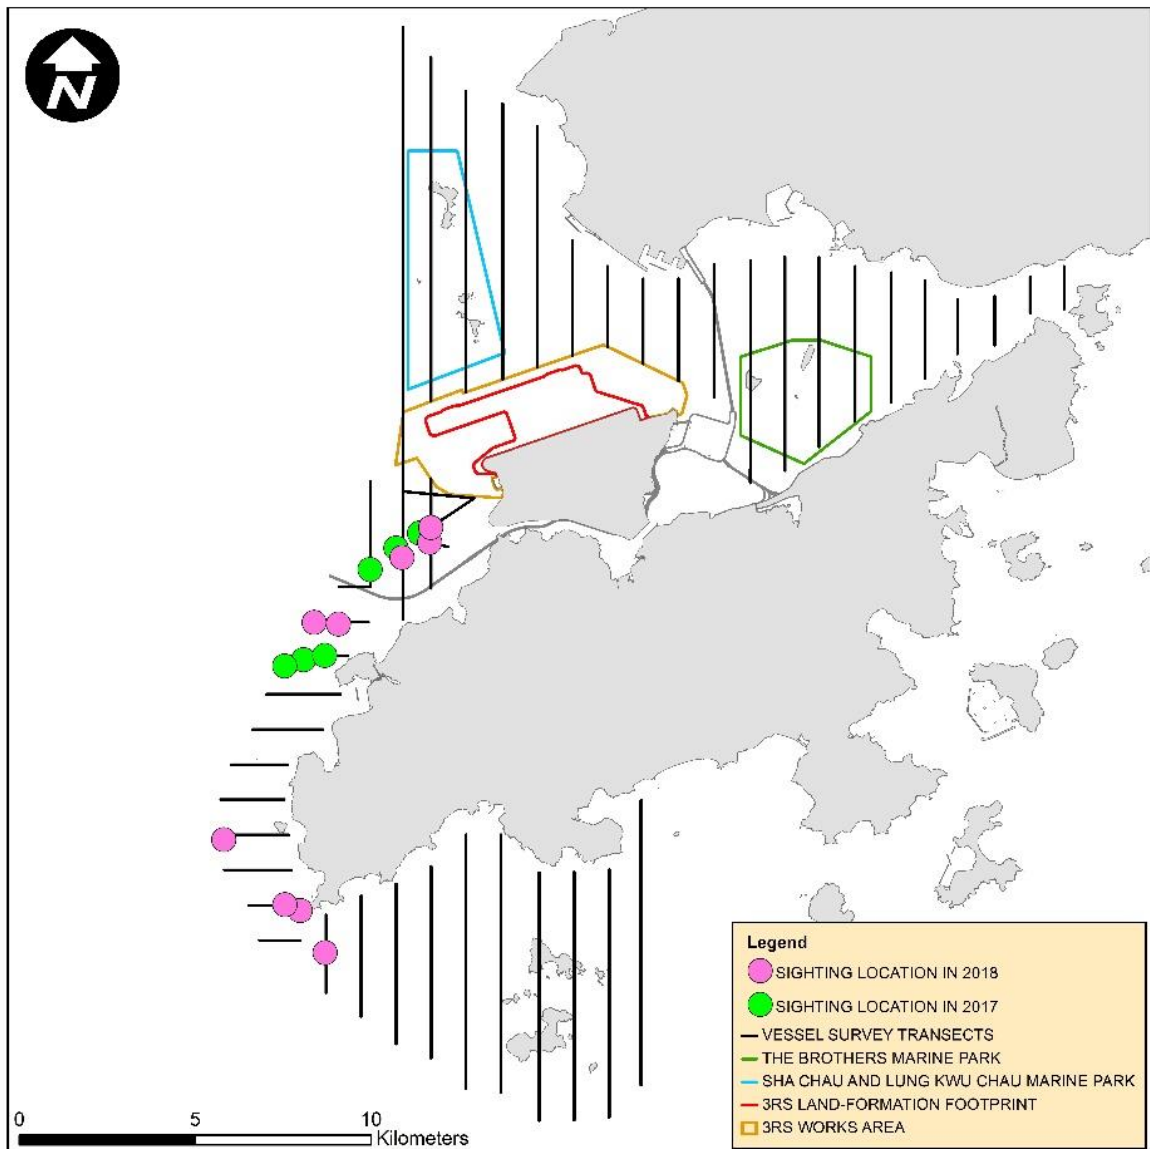 N
Legend
SIGHTING LOCATION IN 2018
SIGHTING LOCATION IN 2017
VESSEL SURVEY TRANSECTS
THE BROTHERS MARINE PARK
SHA CHAU AND LUNG KWU CHAU MARINE PARK
3RS LAND-FORMATION FOOTPRINT
3RS WORKS AREA
0 5 10
Kilometers